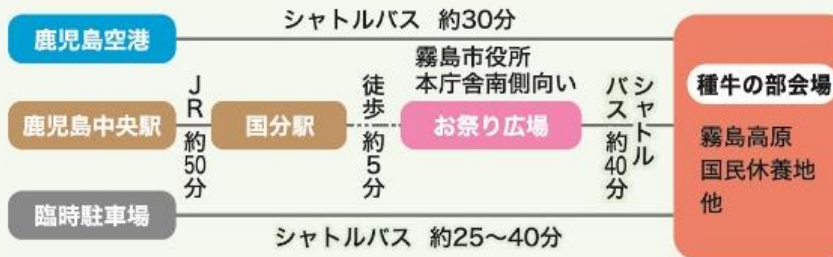 シャトルバス 約30分
鹿児島空港
鹿児島中央駅
JR約50分
国分駅
徒歩約5分
霧島市役所
本庁舎南側向い
お祭り広場
シャトルバス約40分
臨時駐車場
シャトルバス 約25〜40分
種牛の部会場
霧島高原
国民休養地
他